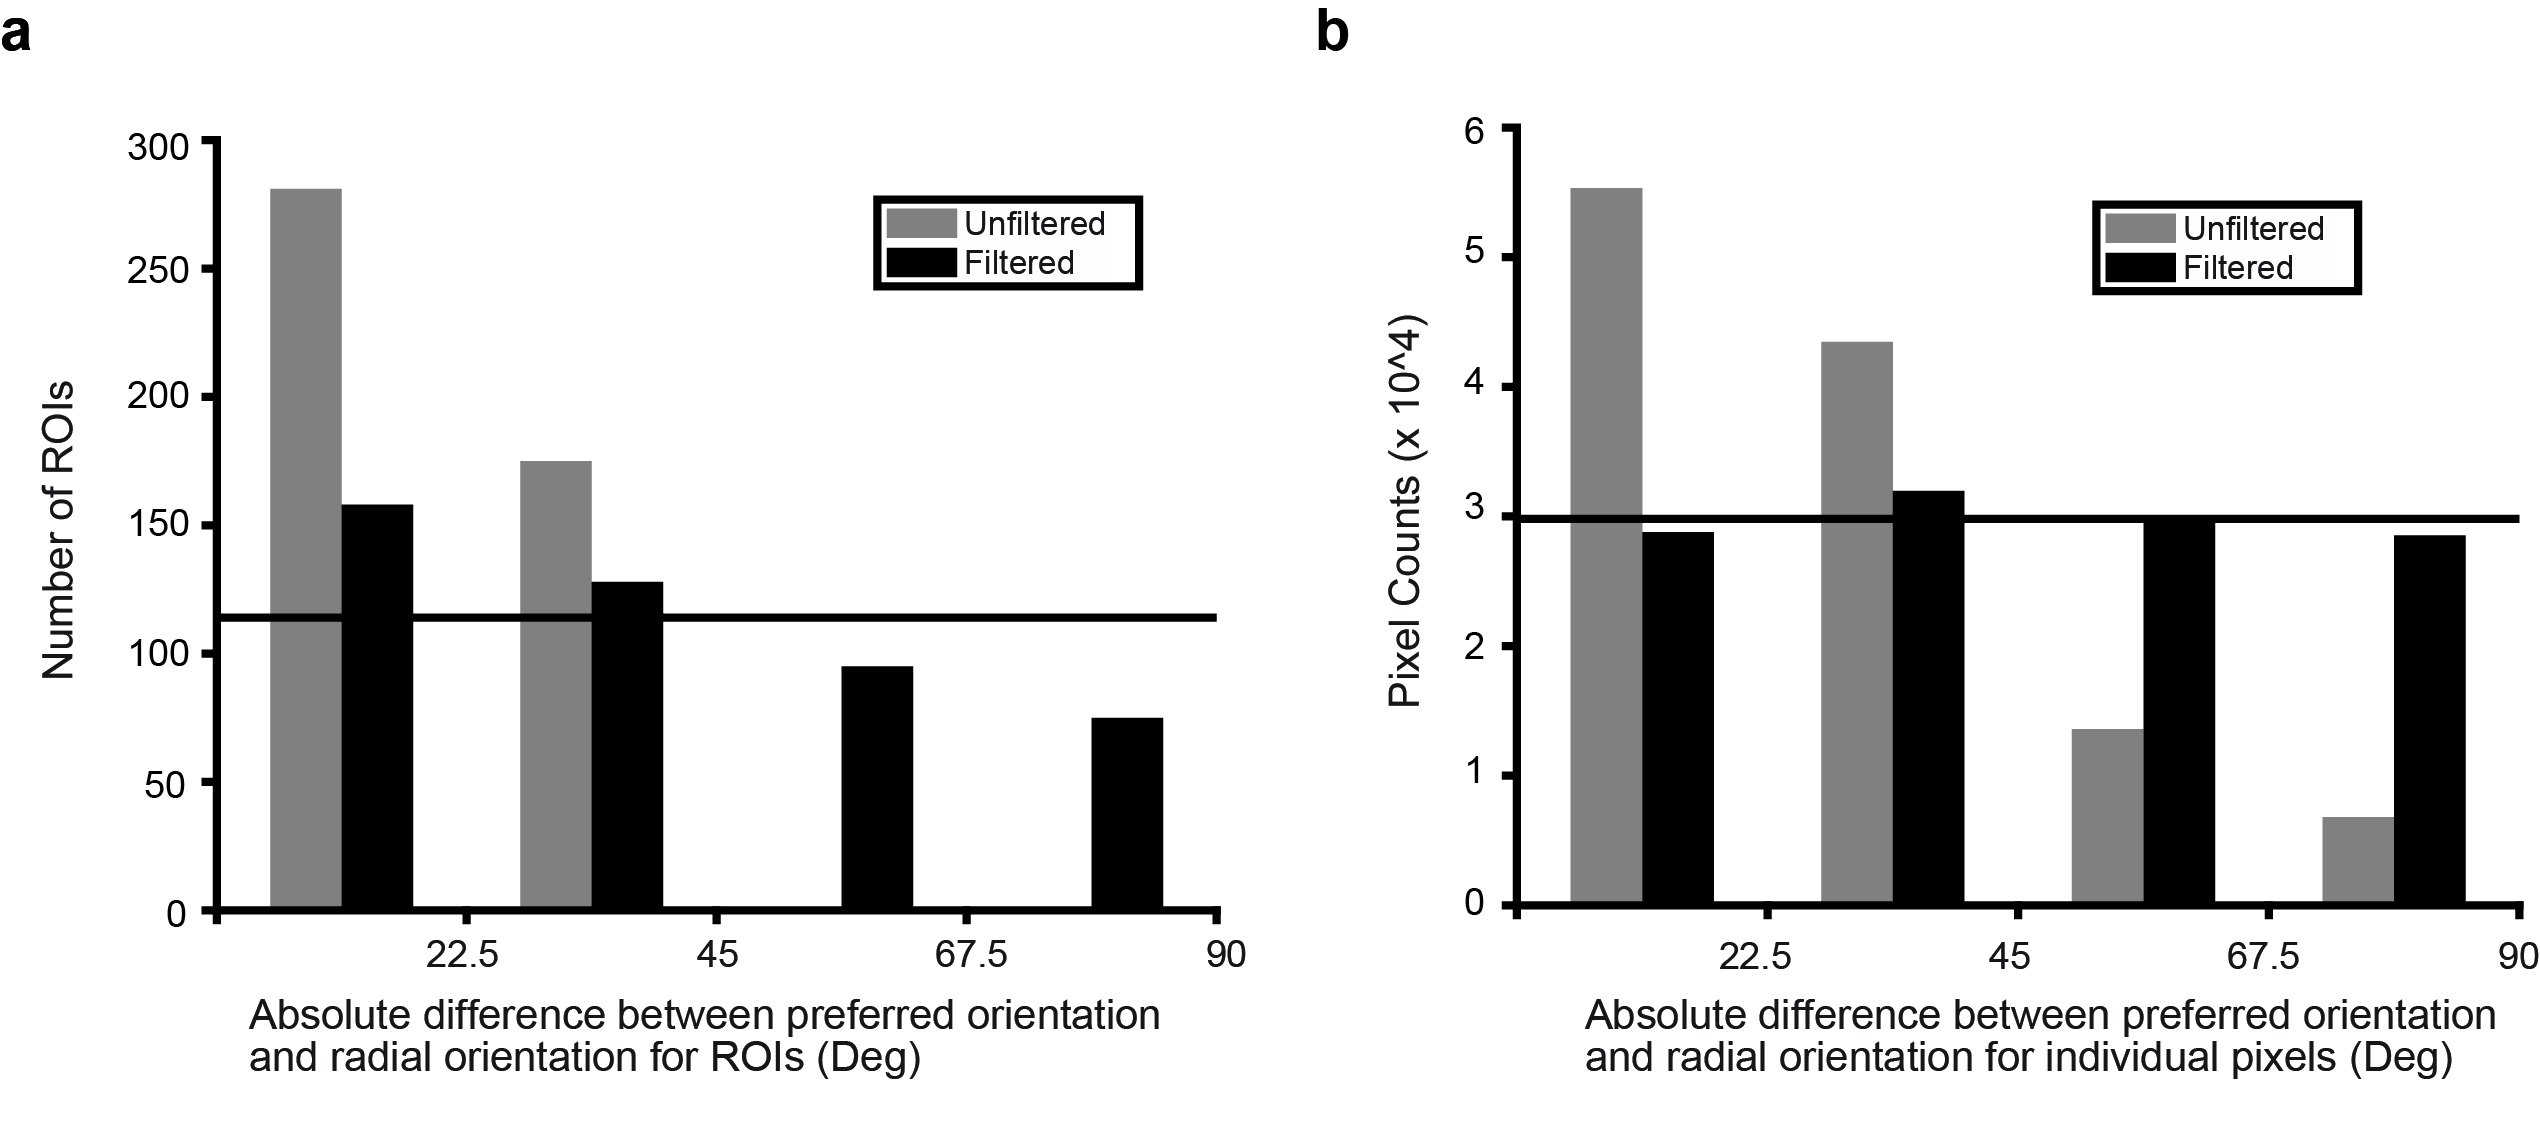 a
300
250
200
150
100
50
0
Number of ROIs
Unfiltered
Filtered
22.5 45 67.5 90
Absolute difference between preferred orientation
and radial orientation for ROIs (Deg)
b
6
5
4
3
2
1
0
Pixel Counts (x 10^4)
Unfiltered
Filtered
22.5 45 67.5 90
Absolute difference between preferred orientation
and radial orientation for individual pixels (Deg)